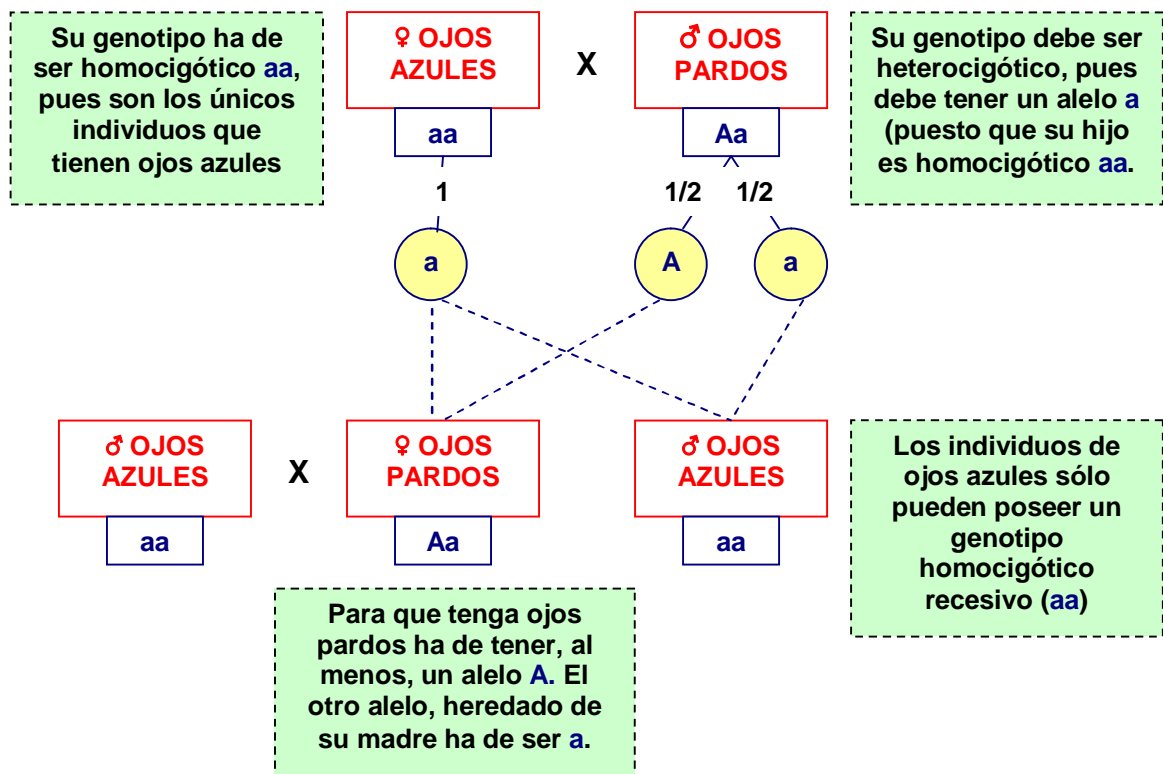 Su genotipo ha de
ser homocigótico aa,
pues son los únicos
individuos que
tienen ojos azules
♀ OJOS
AZULES
aa
X
♂ OJOS
PARDOS
Aa
Su genotipo debe ser
heterocigótico, pues
debe tener un alelo a
(puesto que su hijo
es homocigótico aa.
1
1/2
1/2
a
A
a
♂ OJOS
AZULES
aa
X
♀ OJOS
PARDOS
Aa
♂ OJOS
AZULES
aa
Los individuos de
ojos azules sólo
pueden poseer un
genotipo
homocigótico
recesivo (aa)
Para que tenga ojos
pardos ha de tener, al
menos, un alelo A. El
otro alelo, heredado de
su madre ha de ser a.